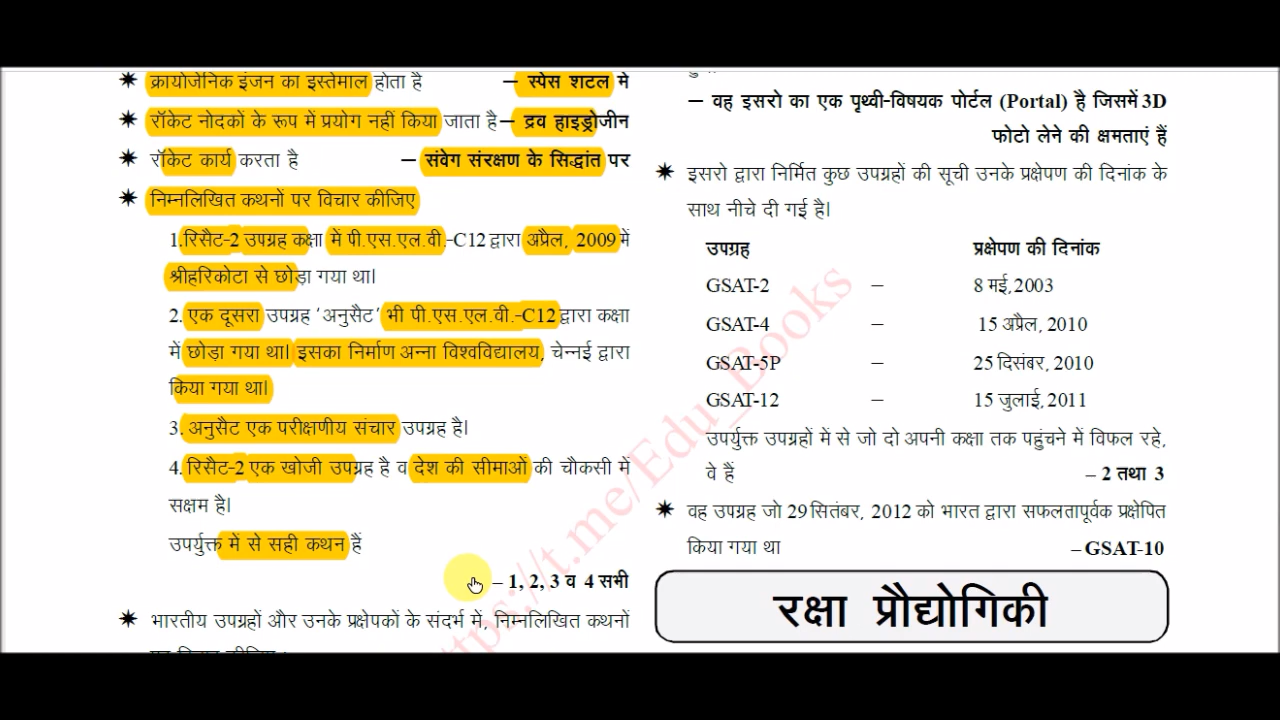 ✷ क्रायोजेनिक इंजन का इस्तेमाल होता है – स्पेस शटल मे
✷ रॉकेट नोदकों के रूप में प्रयोग नहीं किया जाता है – द्रव हाइड्रोजीन
✷ रॉकेट कार्य करता है – संवेग संरक्षण के सिद्धांत पर
✷ निम्नलिखित कथनों पर विचार कीजिए
1.रिसैट-2 उपग्रह कक्षा में पी.एस.एल.वी.-C12 द्वारा अप्रैल, 2009 में
श्रीहरिकोटा से छोड़ा गया था।
2. एक दूसरा उपग्रह ‘अनुसैट’ भी पी.एस.एल.वी.-C12 द्वारा कक्षा
में छोड़ा गया था। इसका निर्माण अन्ना विश्वविद्यालय, चेन्नई द्वारा
किया गया था।
3. अनुसैट एक परीक्षणीय संचार उपग्रह है।
4. रिसैट-2 एक खोजी उपग्रह है व देश की सीमाओं की चौकसी में
सक्षम है।
उपर्युक्त में से सही कथन हैं
– 1, 2, 3 व 4 सभी
✷ भारतीय उपग्रहों और उनके प्रक्षेपकों के संदर्भ में, निम्नलिखित कथनों
– वह इसरो का एक पृथ्वी-विषयक पोर्टल (Portal) है जिसमें 3D
फोटो लेने की क्षमताएं हैं
✷ इसरो द्वारा निर्मित कुछ उपग्रहों की सूची उनके प्रक्षेपण की दिनांक के
साथ नीचे दी गई है।
उपग्रह प्रक्षेपण की दिनांक
GSAT-2 – 8 मई,2003
GSAT-4 – 15 अप्रैल, 2010
GSAT-5P – 25 दिसंबर, 2010
GSAT-12 – 15 जुलाई,2011
उपर्युक्त उपग्रहों में से जो दो अपनी कक्षा तक पहुंचने में विफल रहे,
वे हैं – 2 तथा 3
✷ वह उपग्रह जो 29 सितंबर, 2012 को भारत द्वारा सफलतापूर्वक प्रक्षेपित
किया गया था – GSAT-10
रक्षा प्रौद्योगिकी
https://t.me/Edu_Books